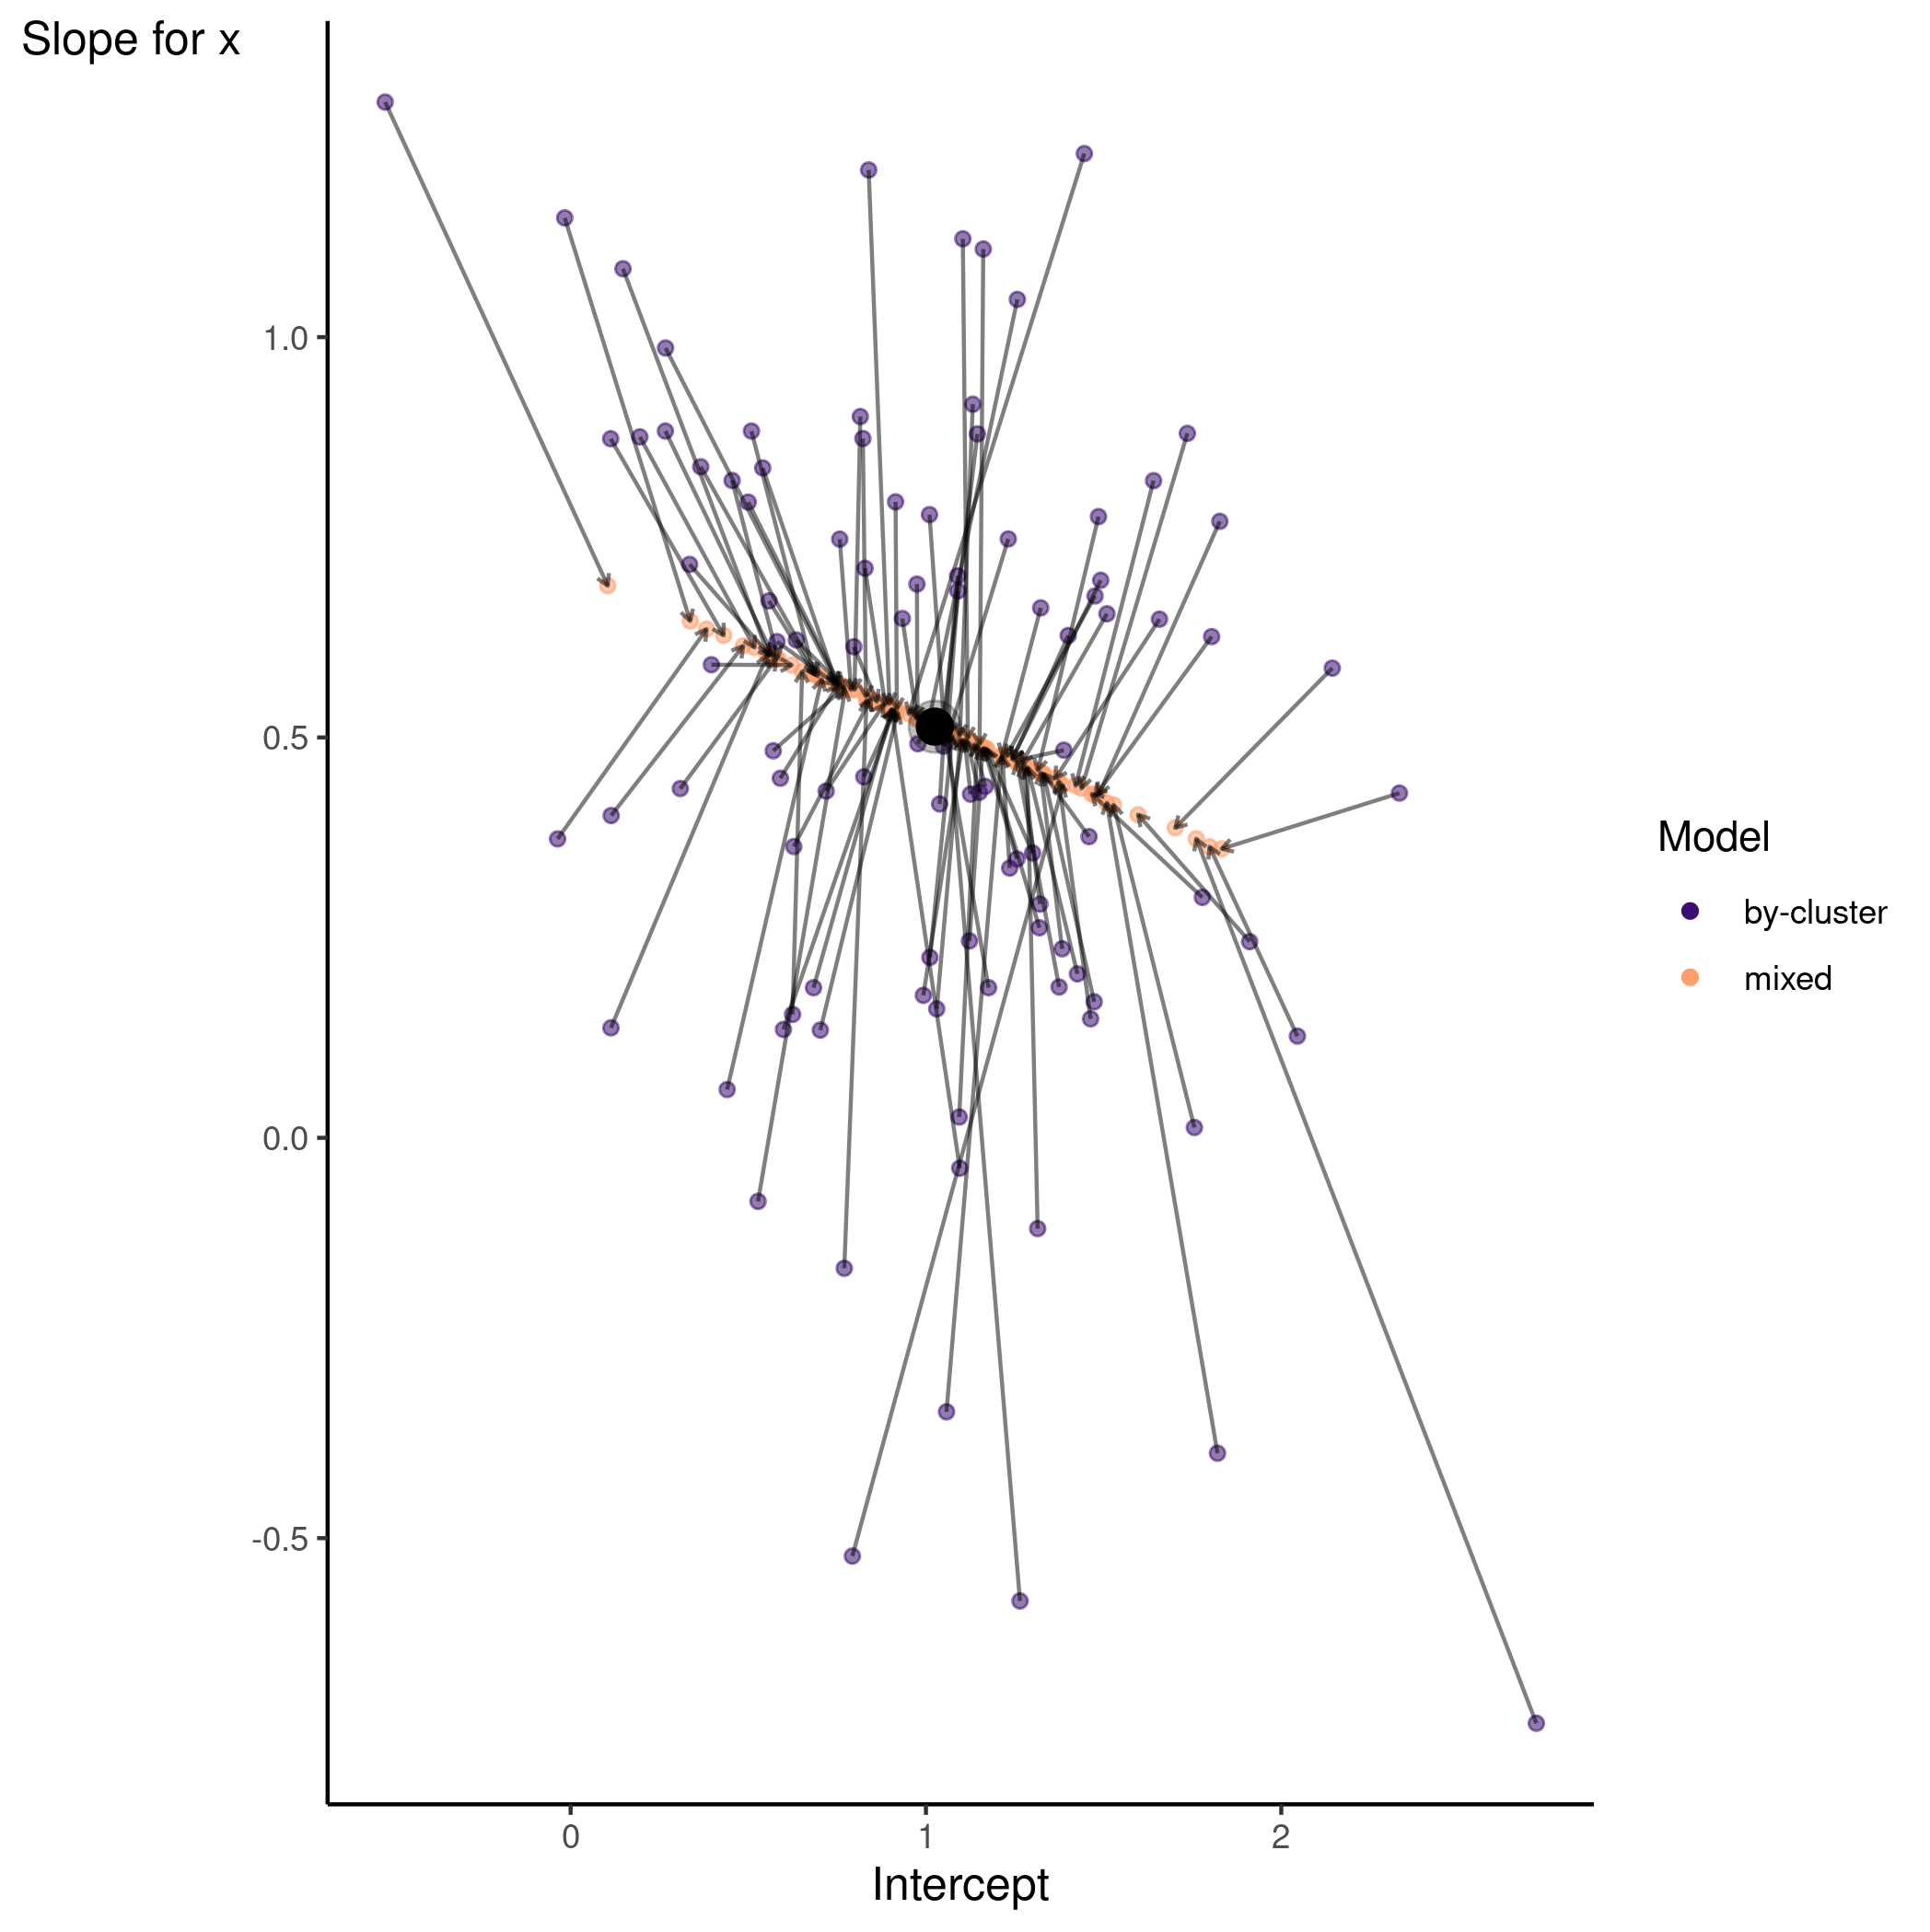 Slope for x
1.0
0.5
0.0
-0.5
0
1
2
Intercept
Model
by-cluster
mixed